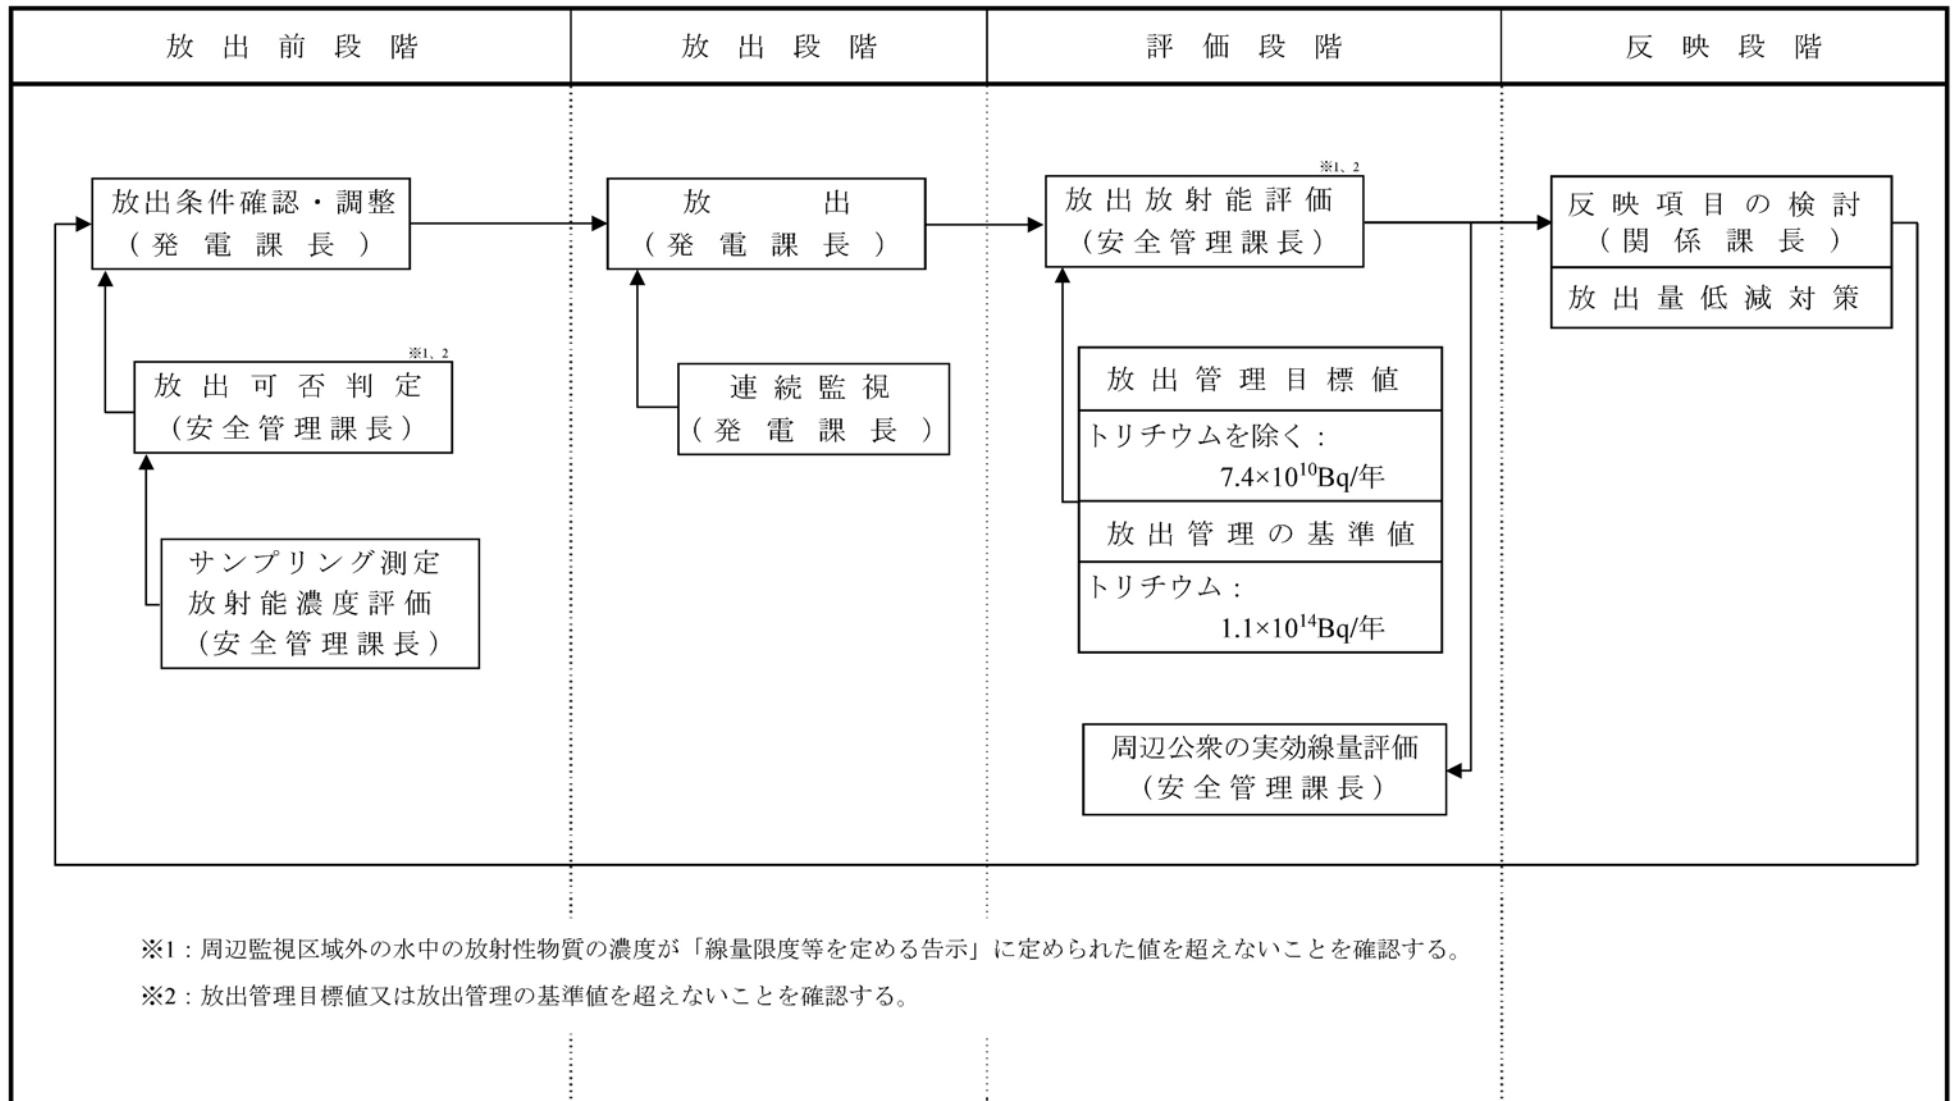 放出前段階
放出段階
評価段階
反映段階
放出条件確認・調整
(発電課長)
※1、2
放出可否判定
(安全管理課長)
サンプリング測定
放射能濃度評価
(安全管理課長)
放出
(発電課長)
連続監視
(発電課長)
※1、2
放出放射能評価
(安全管理課長)
放出管理目標値
トリチウムを除く:
7.4×10¹⁰Bq/年
放出管理の基準値
トリチウム:
1.1×10¹⁴Bq/年
周辺公衆の実効線量評価
(安全管理課長)
反映項目の検討
(関係課長)
放出量低減対策
※1:周辺監視区域外の水中の放射性物質の濃度が「線量限度等を定める告示」に定められた値を超えないことを確認する。
※2:放出管理目標値又は放出管理の基準値を超えないことを確認する。